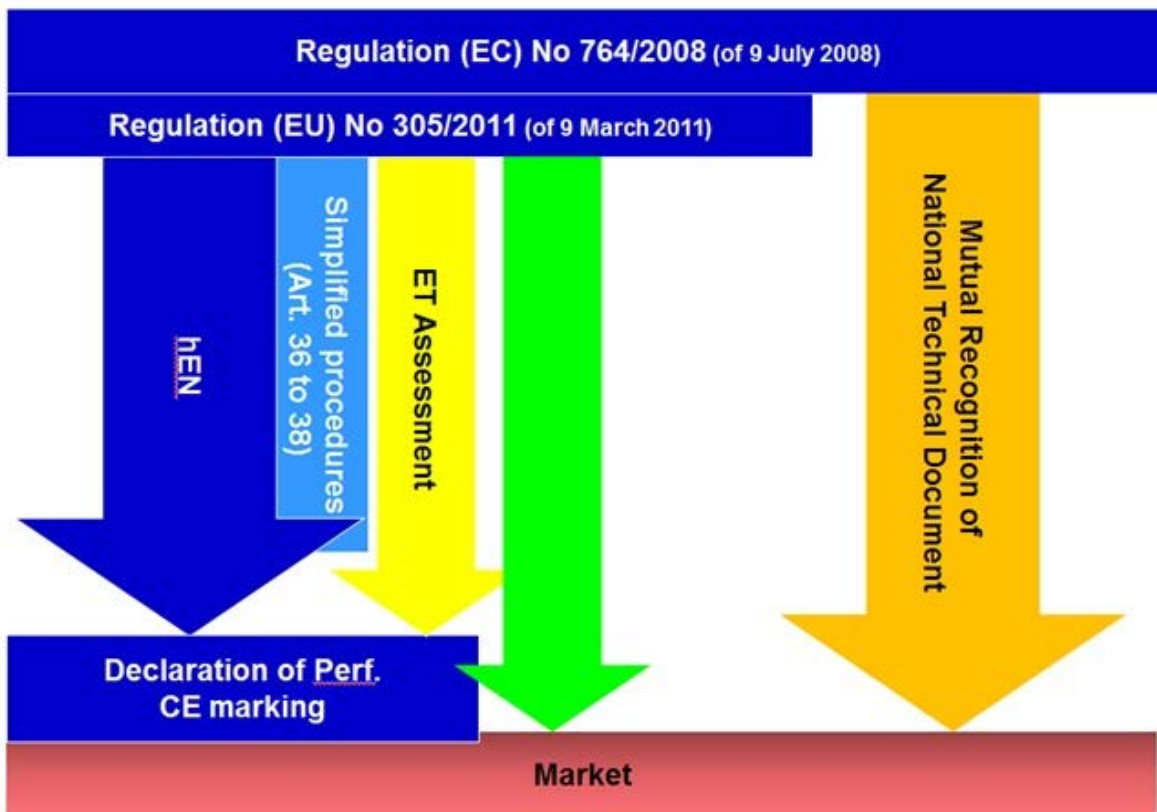 Regulation (EC) No 764/2008 (of 9 July 2008)
Regulation (EU) No 305/2011 (of 9 March 2011)
hEN
Simplified procedures
(Art. 36 to 38)
ET Assessment
Mutual Recognition of
National Technical Document
Declaration of Perf.
CE marking
Market